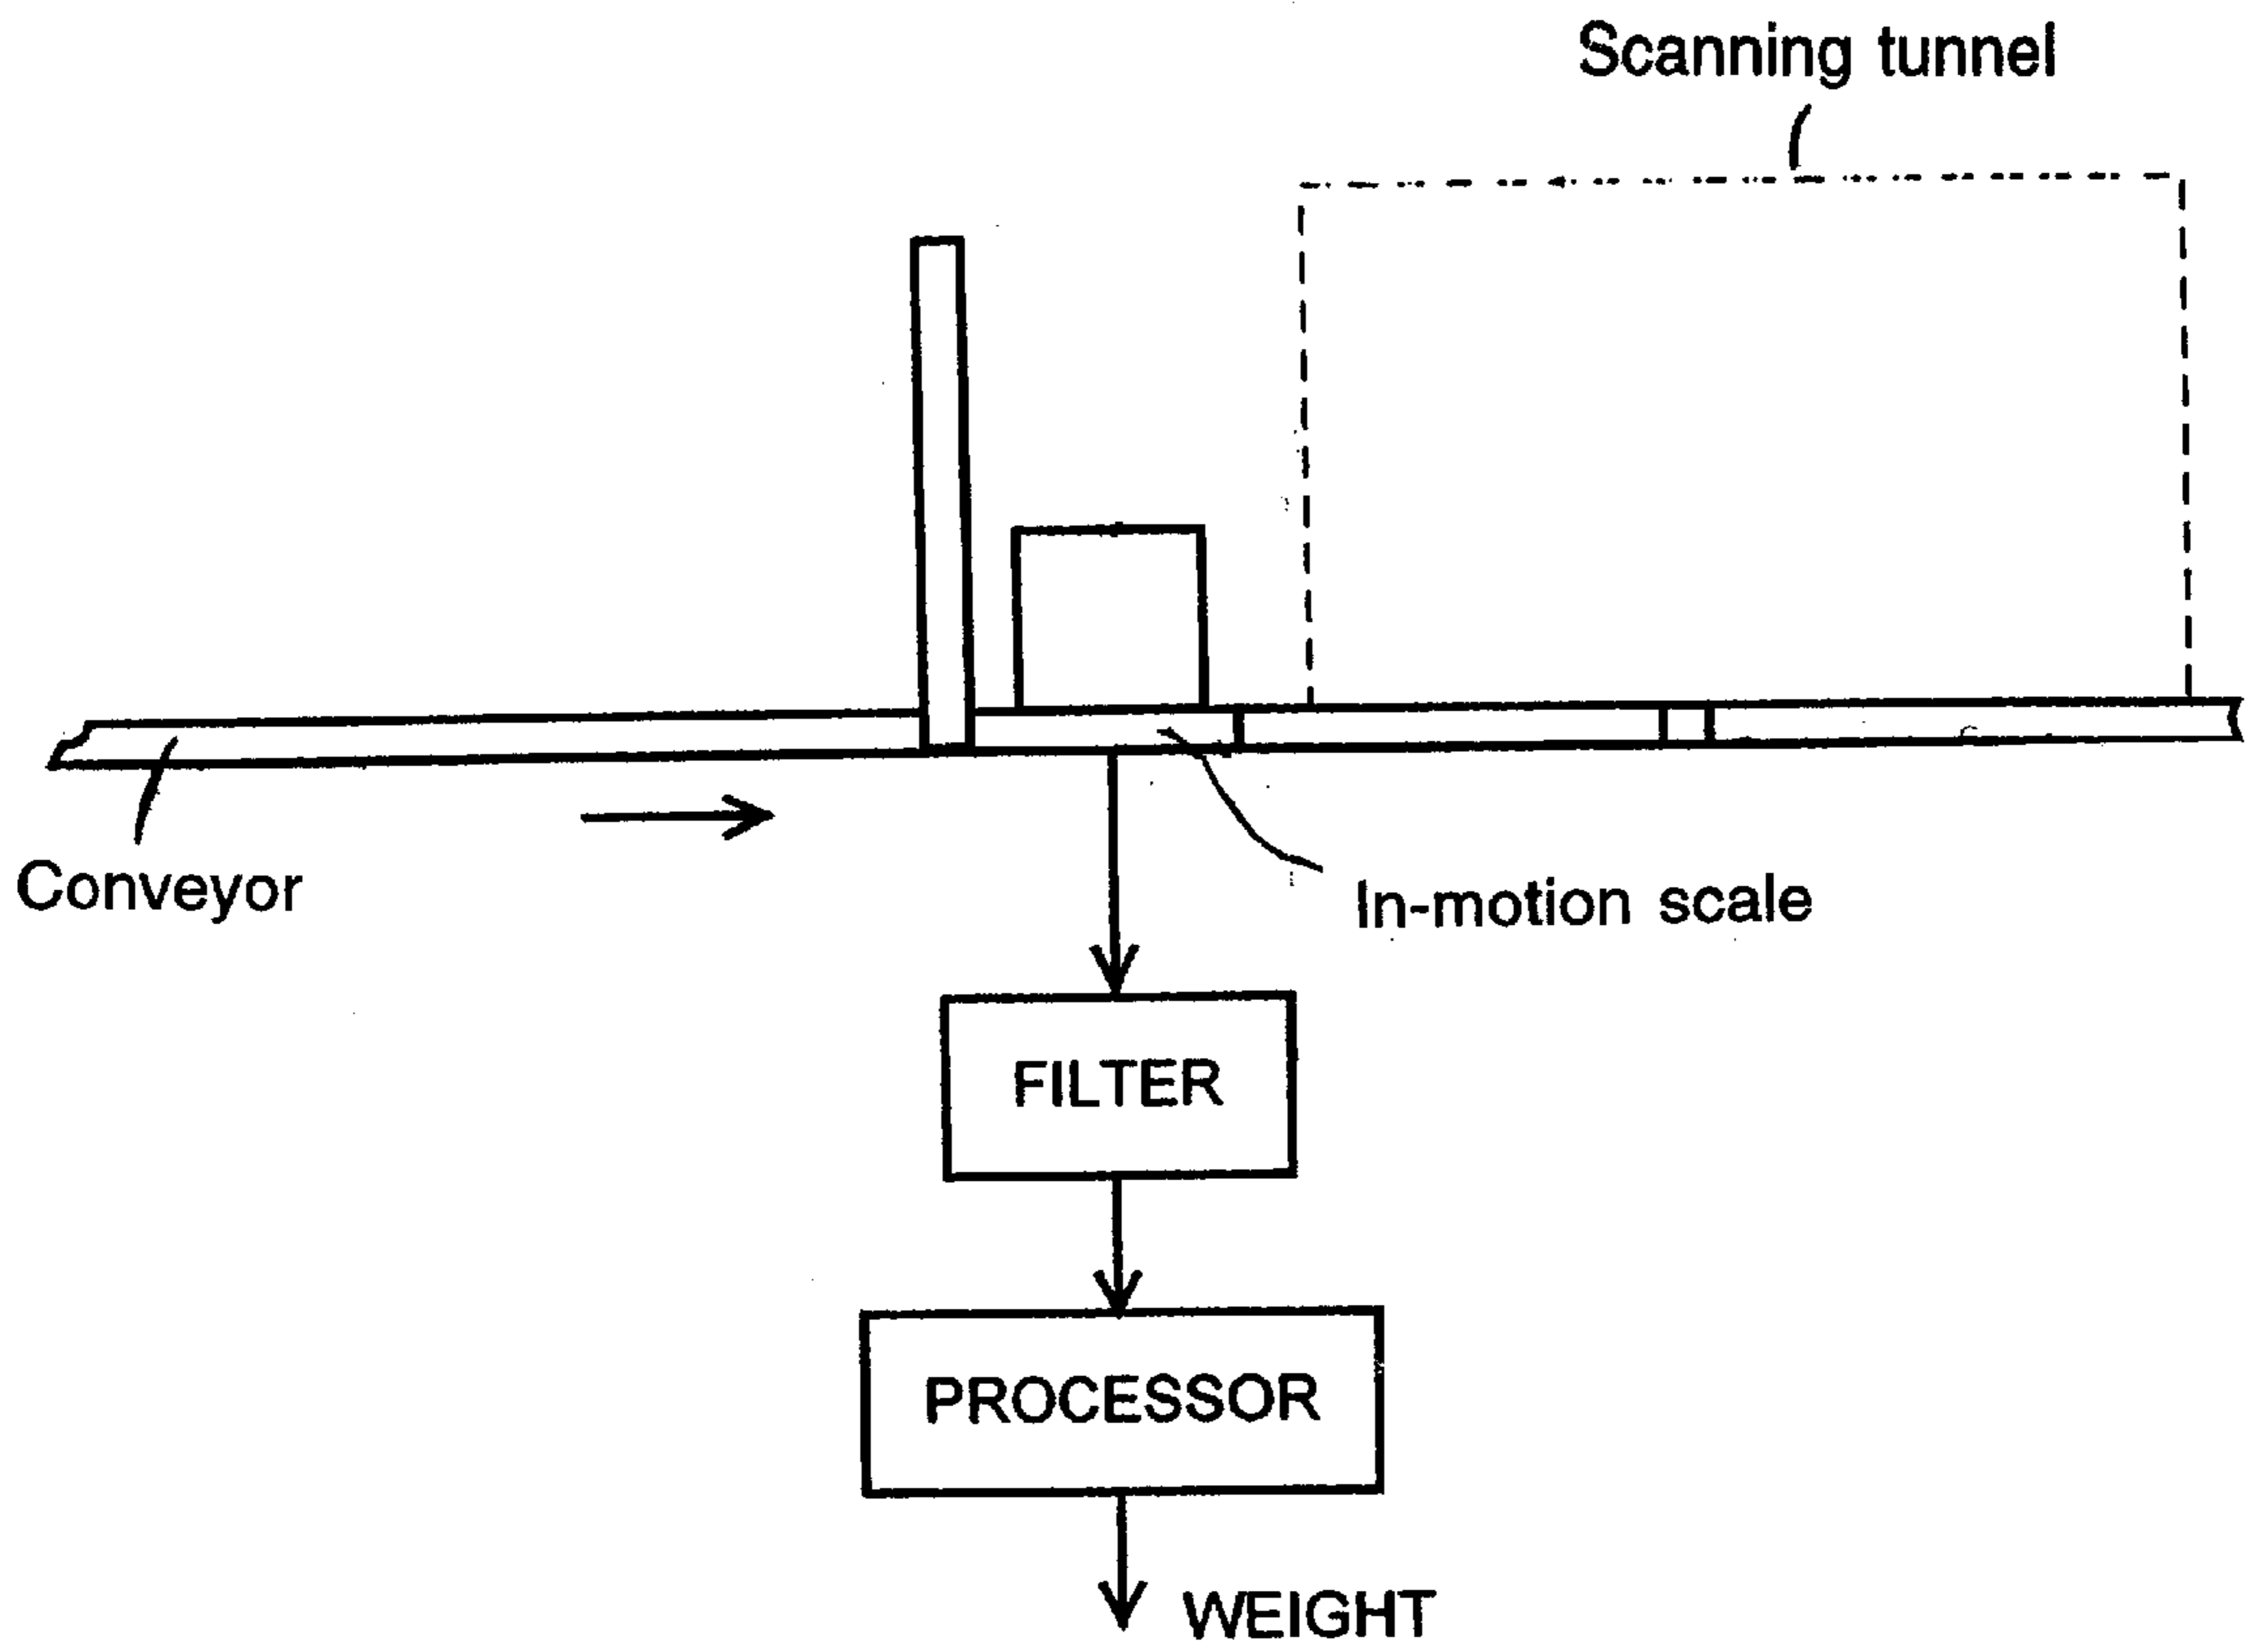 Scanning tunnel
Conveyor
In-motion scale
FILTER
PROCESSOR
WEIGHT